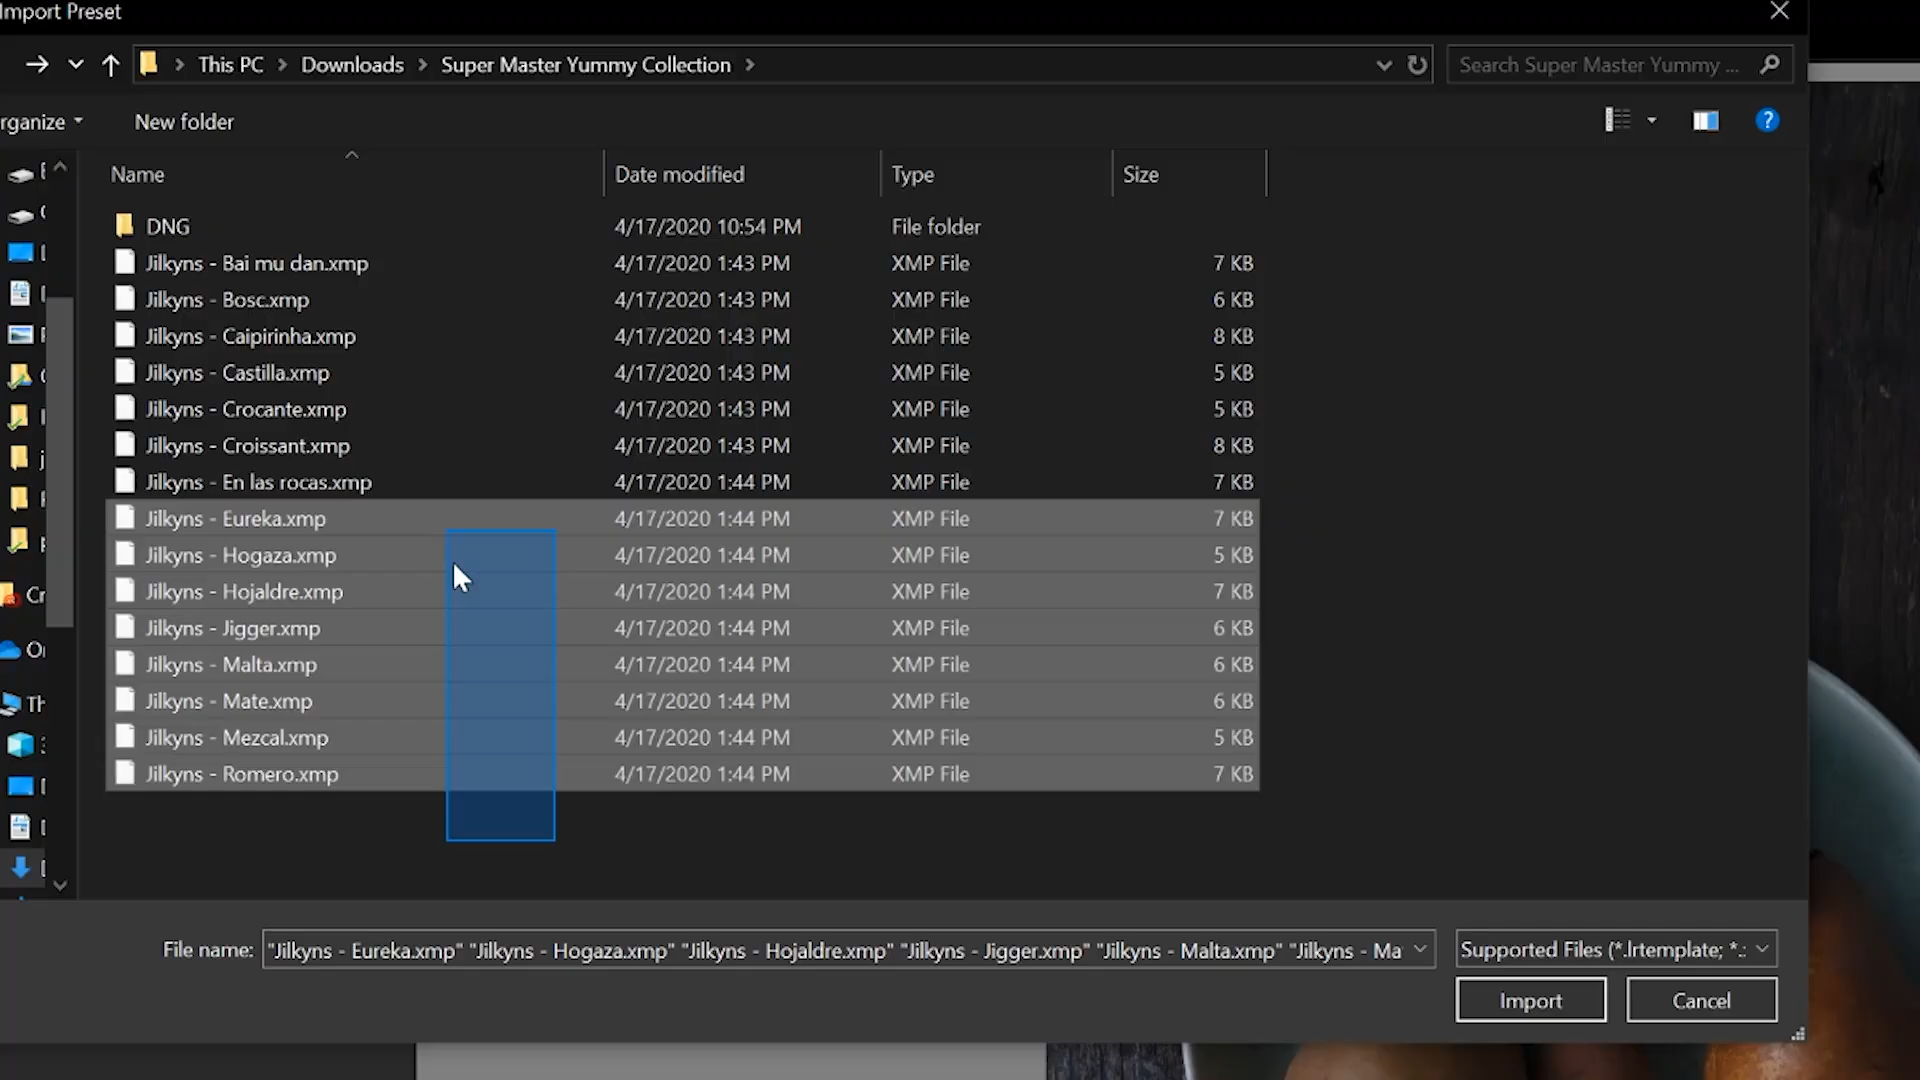 Import Preset
This PC > Downloads > Super Master Yummy Collection >
Search Super Master Yummy ...
rganize
New folder
?
Name Date modified Type Size
DNG 4/17/2020 10:54 PM File folder
Jilkyns - Bai mu dan.xmp 4/17/2020 1:43 PM XMP File 7 KB
Jilkyns - Bosc.xmp 4/17/2020 1:43 PM XMP File 6 KB
Jilkyns - Caipirinha.xmp 4/17/2020 1:43 PM XMP File 8 KB
Jilkyns - Castilla.xmp 4/17/2020 1:43 PM XMP File 5 KB
Jilkyns - Crocante.xmp 4/17/2020 1:43 PM XMP File 5 KB
Jilkyns - Croissant.xmp 4/17/2020 1:43 PM XMP File 8 KB
Jilkyns - En las rocas.xmp 4/17/2020 1:44 PM XMP File 7 KB
Jilkyns - Eureka.xmp 4/17/2020 1:44 PM XMP File 7 KB
Jilkyns - Hogaza.xmp 4/17/2020 1:44 PM XMP File 5 KB
Jilkyns - Hojaldre.xmp 4/17/2020 1:44 PM XMP File 7 KB
Jilkyns - Jigger.xmp 4/17/2020 1:44 PM XMP File 6 KB
Jilkyns - Malta.xmp 4/17/2020 1:44 PM XMP File 6 KB
Jilkyns - Mate.xmp 4/17/2020 1:44 PM XMP File 6 KB
Jilkyns - Mezcal.xmp 4/17/2020 1:44 PM XMP File 5 KB
Jilkyns - Romero.xmp 4/17/2020 1:44 PM XMP File 7 KB
Cr
Th
File name: "Jilkyns - Eureka.xmp" "Jilkyns - Hogaza.xmp" "Jilkyns - Hojaldre.xmp" "Jilkyns - Jigger.xmp" "Jilkyns - Malta.xmp" "Jilkyns - Ma
Supported Files (*.lrtemplate; *.
Import
Cancel